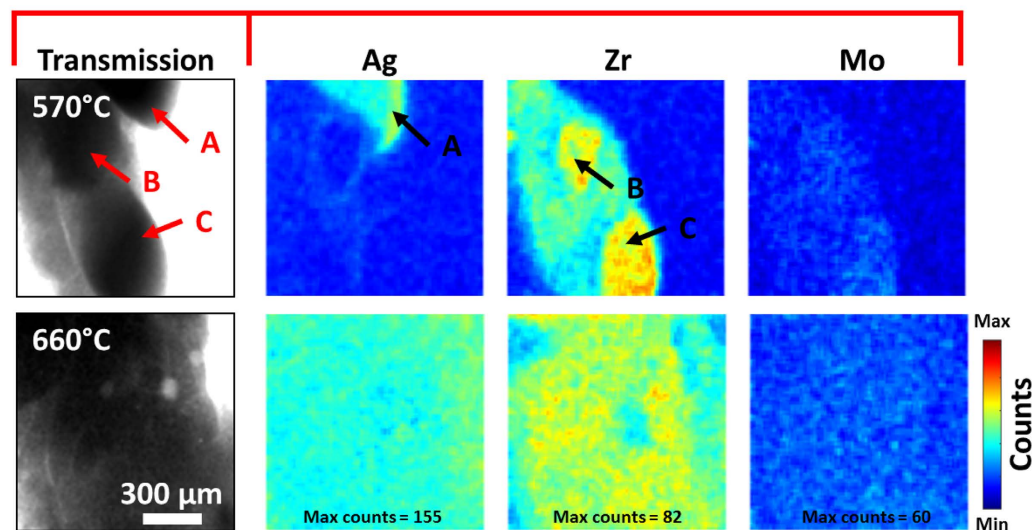 Transmission
Ag
Zr
Mo
570°C
A
B
C
A
B
C
660°C
300 μm
Max counts = 155
Max counts = 82
Max counts = 60
Max
Counts
Min